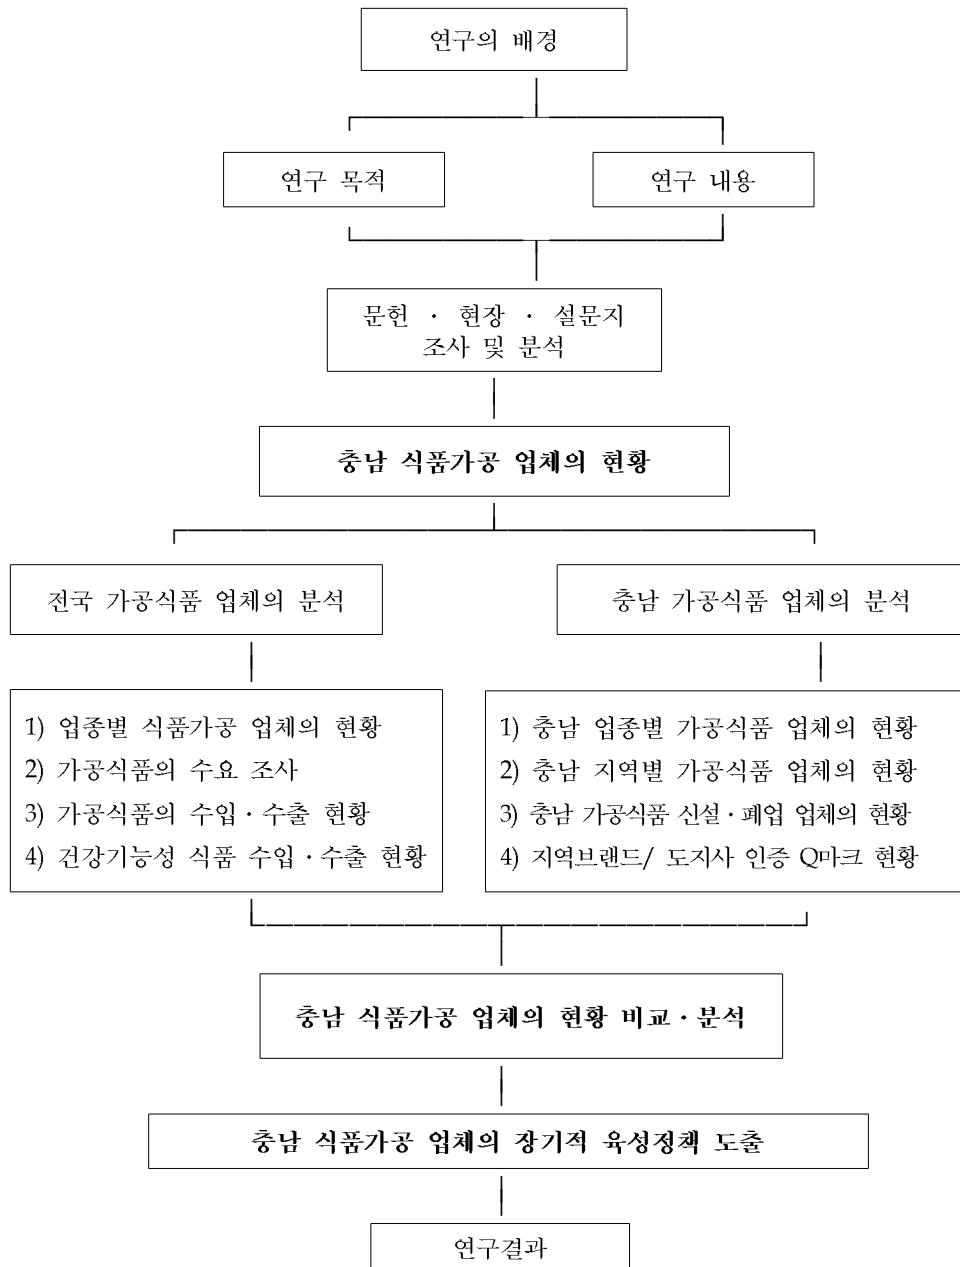 연구의 배경
연구 목적
연구 내용
문헌 · 현장 · 설문지
조사 및 분석
충남 식품가공 업체의 현황
전국 가공식품 업체의 분석
충남 가공식품 업체의 분석
1) 업종별 식품가공 업체의 현황
2) 가공식품의 수요 조사
3) 가공식품의 수입 · 수출 현황
4) 건강기능성 식품 수입 · 수출 현황
1) 충남 업종별 가공식품 업체의 현황
2) 충남 지역별 가공식품 업체의 현황
3) 충남 가공식품 신설 · 폐업 업체의 현황
4) 지역브랜드/ 도지사 인증 Q마크 현황
충남 식품가공 업체의 현황 비교 · 분석
충남 식품가공 업체의 장기적 육성정책 도출
연구결과